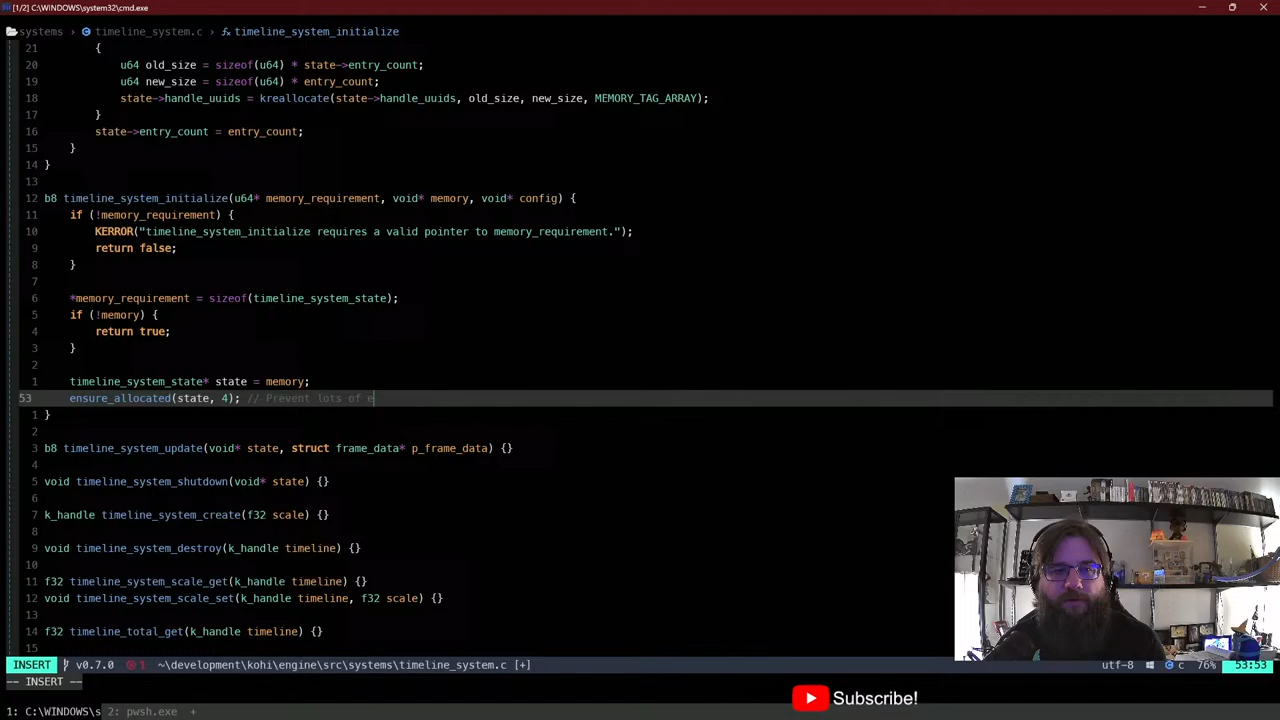 [1/2] C:\WINDOWS\system32\cmd.exe
systems › timeline_system.c › timeline_system_initialize
21 {
20 u64 old_size = sizeof(u64) * state->entry_count;
19 u64 new_size = sizeof(u64) * entry_count;
18 state->handle_uuids = kreallocate(state->handle_uuids, old_size, new_size, MEMORY_TAG_ARRAY);
17 }
16 state->entry_count = entry_count;
15 }
14 }
13
12 b8 timeline_system_initialize(u64* memory_requirement, void* memory, void* config) {
11 if (!memory_requirement) {
10 KERROR("timeline_system_initialize requires a valid pointer to memory_requirement.");
9 return false;
8 }
7
6 *memory_requirement = sizeof(timeline_system_state);
5 if (!memory) {
4 return true;
3 }
2
1 timeline_system_state* state = memory;
53 ensure_allocated(state, 4); // Prevent lots of e
1 }
2
3 b8 timeline_system_update(void* state, struct frame_data* p_frame_data) {}
4
5 void timeline_system_shutdown(void* state) {}
6
7 k_handle timeline_system_create(f32 scale) {}
8
9 void timeline_system_destroy(k_handle timeline) {}
10
11 f32 timeline_system_scale_get(k_handle timeline) {}
12 void timeline_system_scale_set(k_handle timeline, f32 scale) {}
13
14 f32 timeline_total_get(k_handle timeline) {}
15
INSERT v0.7.0 1 ~\development\kohi\engine\src\systems\timeline_system.c [+] utf-8 c 76% 53:53
-- INSERT --
Subscribe!
1: C:\WINDOWS\s 2: pwsh.exe +